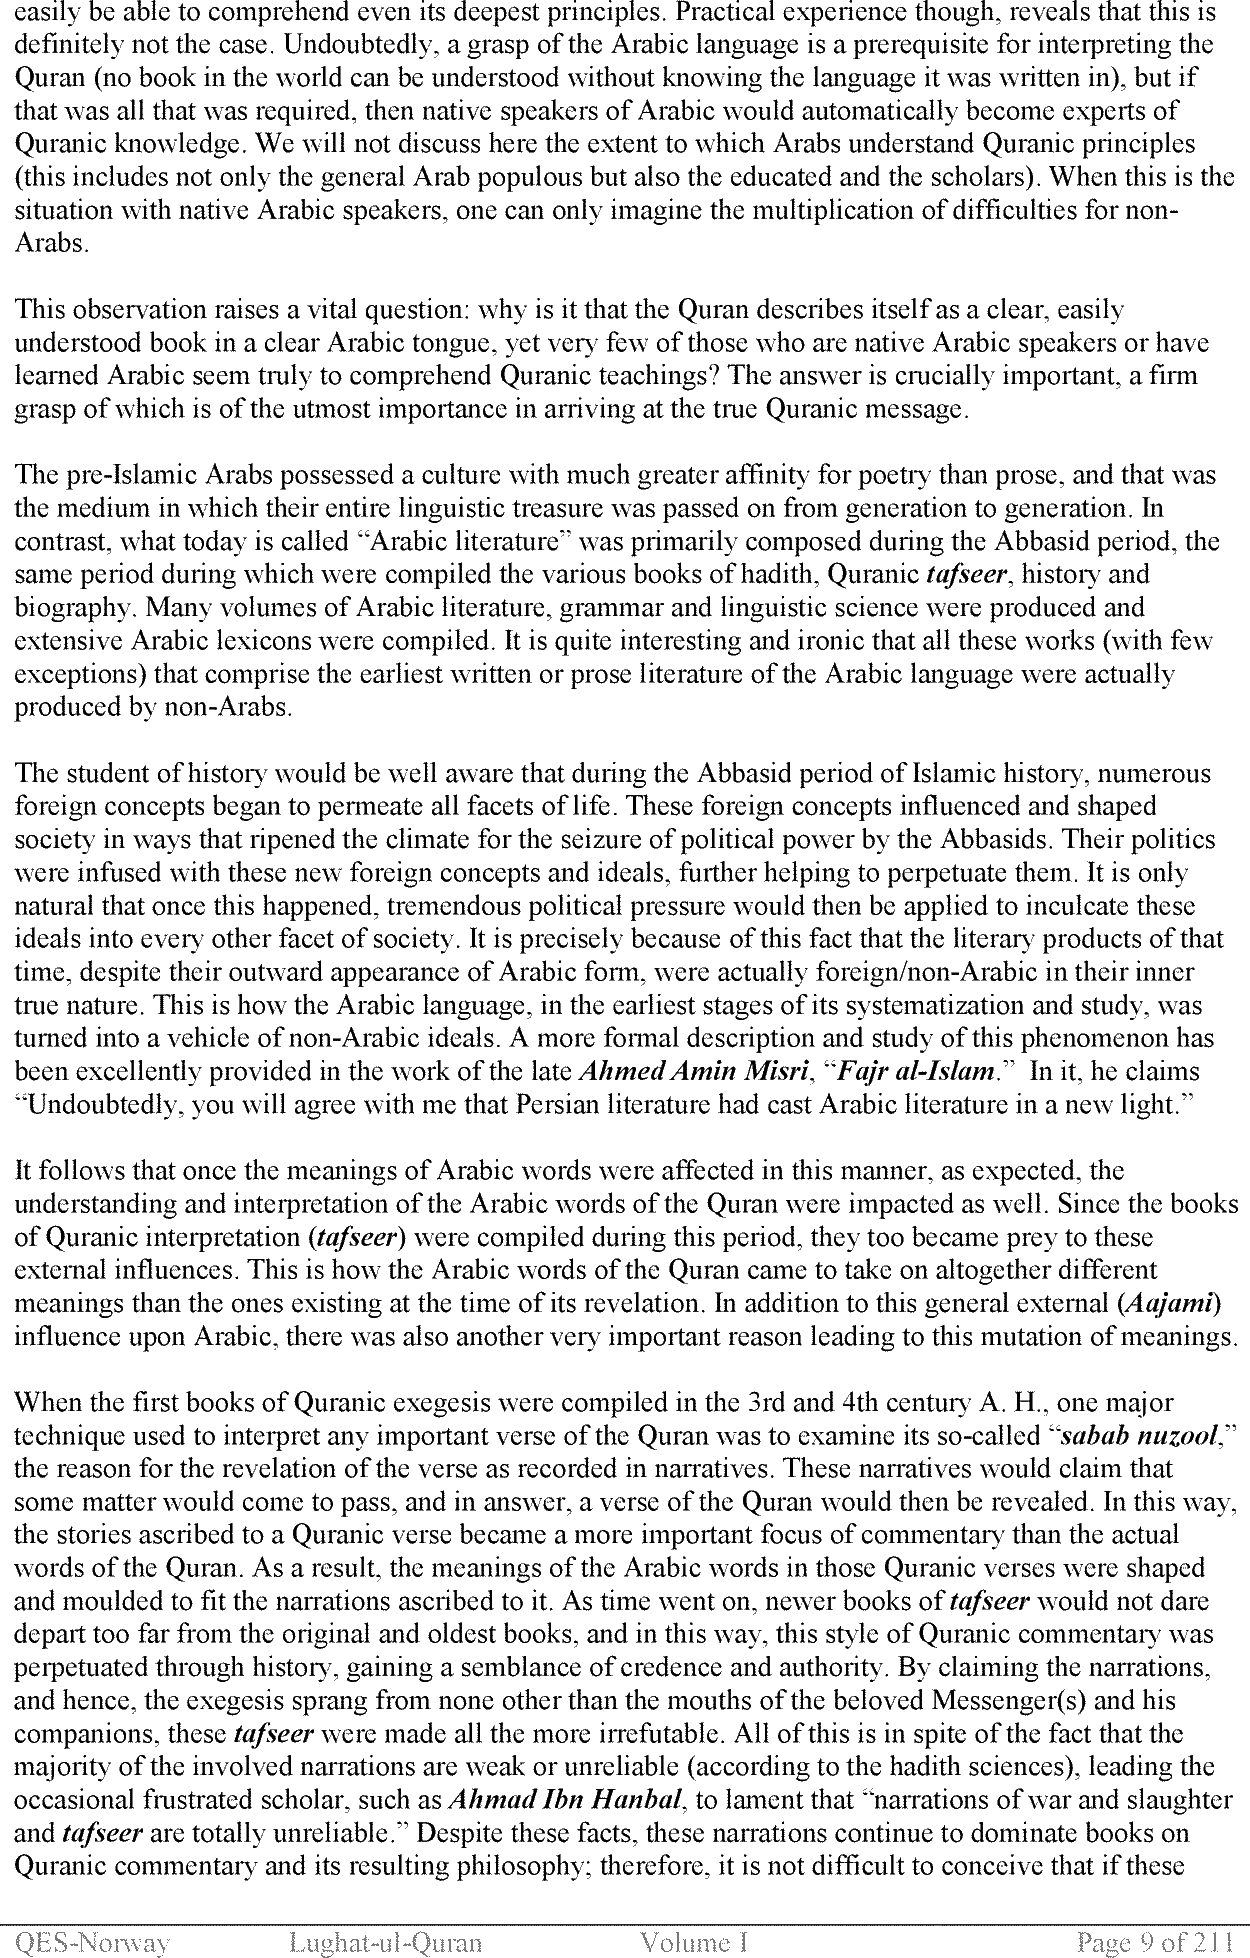 easily be able to comprehend even its deepest principles. Practical experience though, reveals that this is
definitely not the case. Undoubtedly, a grasp of the Arabic language is a prerequisite for interpreting the
Quran (no book in the world can be understood without knowing the language it was written in), but if
that was all that was required, then native speakers of Arabic would automatically become experts of
Quranic knowledge. We will not discuss here the extent to which Arabs understand Quranic principles
(this includes not only the general Arab populous but also the educated and the scholars). When this is the
situation with native Arabic speakers, one can only imagine the multiplication of difficulties for non-
Arabs.

This observation raises a vital question: why is it that the Quran describes itself as a clear, easily
understood book in a clear Arabic tongue, yet very few of those who are native Arabic speakers or have
learned Arabic seem truly to comprehend Quranic teachings? The answer is crucially important, a firm
grasp of which is of the utmost importance in arriving at the true Quranic message.

The pre-Islamic Arabs possessed a culture with much greater affinity for poetry than prose, and that was
the medium in which their entire linguistic treasure was passed on from generation to generation. In
contrast, what today is called “Arabic literature” was primarily composed during the Abbasid period, the
same period during which were compiled the various books of hadith, Quranic tafseer, history and
biography. Many volumes of Arabic literature, grammar and linguistic science were produced and
extensive Arabic lexicons were compiled. It is quite interesting and ironic that all these works (with few
exceptions) that comprise the earliest written or prose literature of the Arabic language were actually
produced by non-Arabs.

The student of history would be well aware that during the Abbasid period of Islamic history, numerous
foreign concepts began to permeate all facets of life. These foreign concepts influenced and shaped
society in ways that ripened the climate for the seizure of political power by the Abbasids. Their politics
were infused with these new foreign concepts and ideals, further helping to perpetuate them. It is only
natural that once this happened, tremendous political pressure would then be applied to inculcate these
ideals into every other facet of society. It is precisely because of this fact that the literary products of that
time, despite their outward appearance of Arabic form, were actually foreign/non-Arabic in their inner
true nature. This is how the Arabic language, in the earliest stages of its systematization and study, was
turned into a vehicle of non-Arabic ideals. A more formal description and study of this phenomenon has
been excellently provided in the work of the late Ahmed Amin Misri, “Fajr al-Islam.”  In it, he claims
“Undoubtedly, you will agree with me that Persian literature had cast Arabic literature in a new light.”

It follows that once the meanings of Arabic words were affected in this manner, as expected, the
understanding and interpretation of the Arabic words of the Quran were impacted as well. Since the books
of Quranic interpretation (tafseer) were compiled during this period, they too became prey to these
external influences. This is how the Arabic words of the Quran came to take on altogether different
meanings than the ones existing at the time of its revelation. In addition to this general external (Aajami)
influence upon Arabic, there was also another very important reason leading to this mutation of meanings.

When the first books of Quranic exegesis were compiled in the 3rd and 4th century A. H., one major
technique used to interpret any important verse of the Quran was to examine its so-called “sabab nuzool,”
the reason for the revelation of the verse as recorded in narratives. These narratives would claim that
some matter would come to pass, and in answer, a verse of the Quran would then be revealed. In this way,
the stories ascribed to a Quranic verse became a more important focus of commentary than the actual
words of the Quran. As a result, the meanings of the Arabic words in those Quranic verses were shaped
and moulded to fit the narrations ascribed to it. As time went on, newer books of tafseer would not dare
depart too far from the original and oldest books, and in this way, this style of Quranic commentary was
perpetuated through history, gaining a semblance of credence and authority. By claiming the narrations,
and hence, the exegesis sprang from none other than the mouths of the beloved Messenger(s) and his
companions, these tafseer were made all the more irrefutable. All of this is in spite of the fact that the
majority of the involved narrations are weak or unreliable (according to the hadith sciences), leading the
occasional frustrated scholar, such as Ahmad Ibn Hanbal, to lament that “narrations of war and slaughter
and tafseer are totally unreliable.” Despite these facts, these narrations continue to dominate books on
Quranic commentary and its resulting philosophy; therefore, it is not difficult to conceive that if these

QES-Norway Lughat-ul-Quran Volume I Page 9 of 211